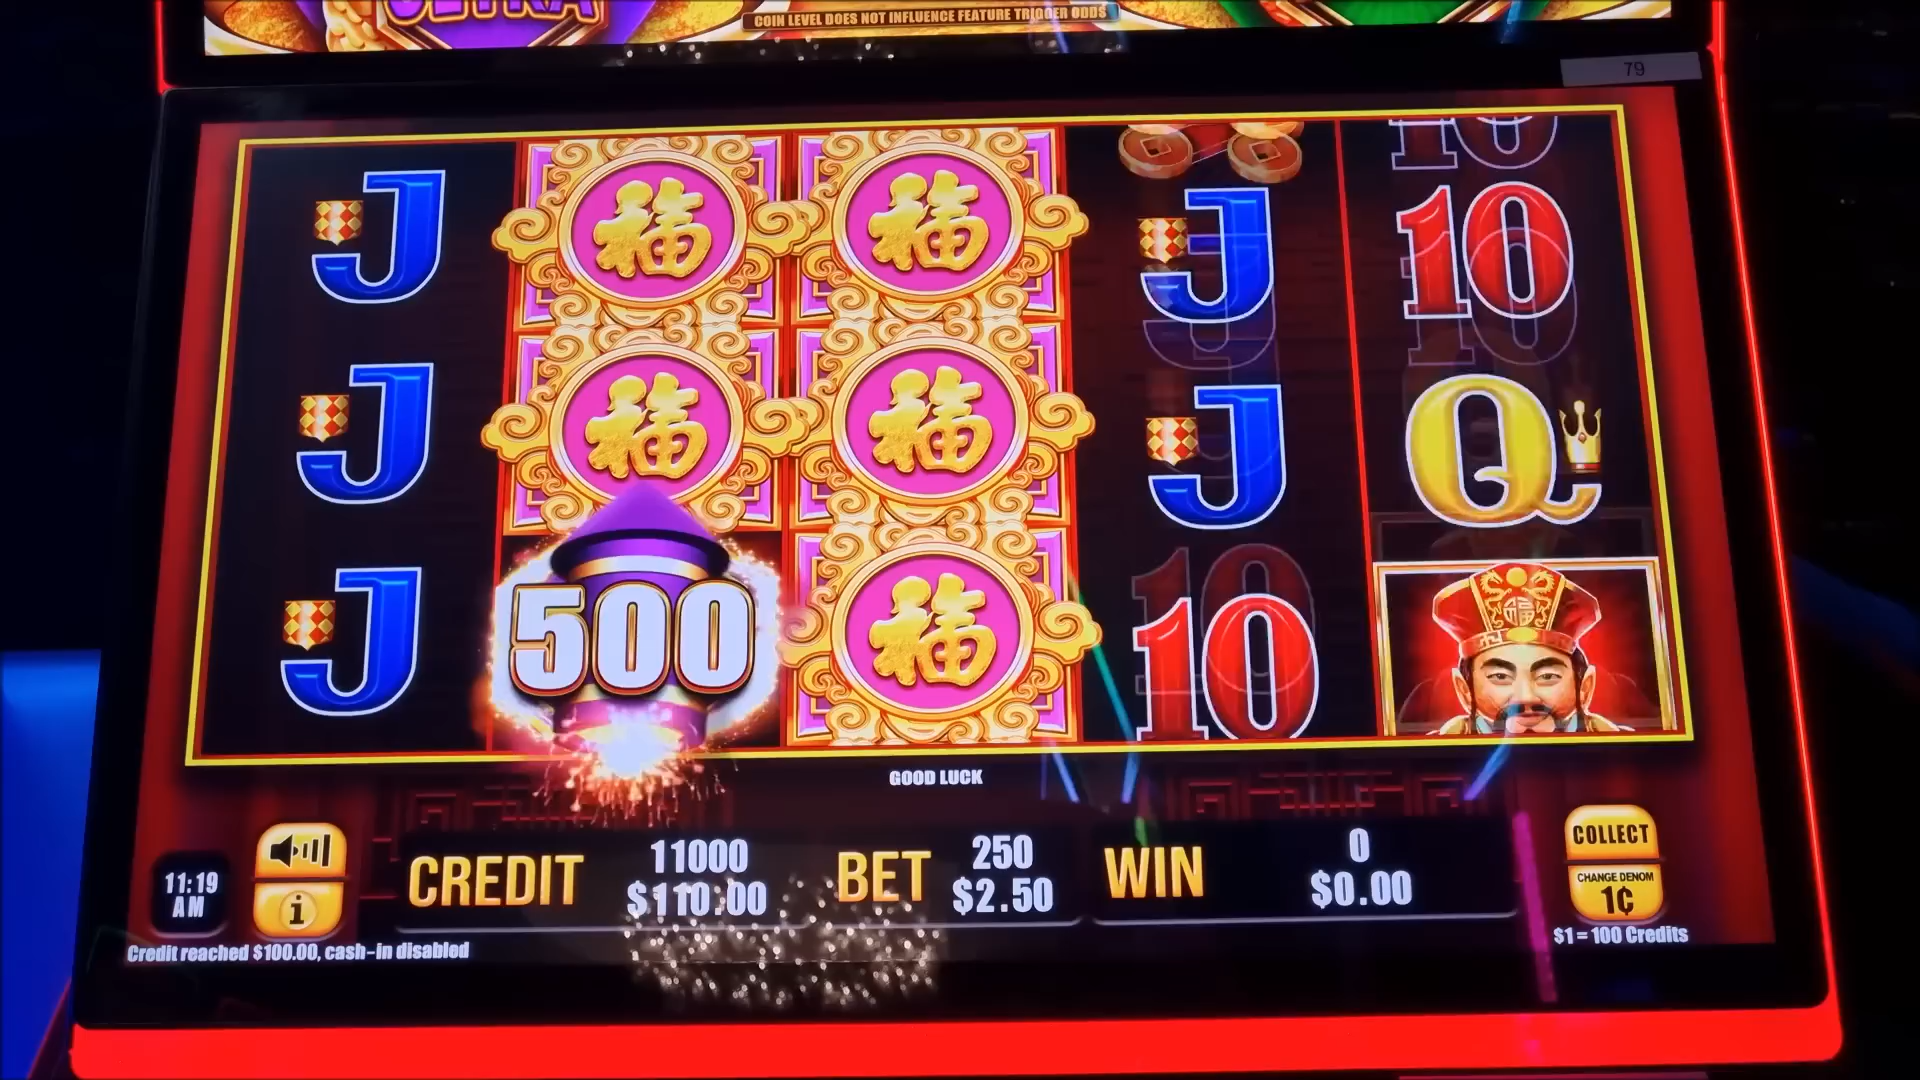 COIN LEVEL DOES NOT INFLUENCE FEATURE TRIGGER ODDS
79
J 福 福 J 10
J 福 福 J Q
J 500 福 10 福
GOOD LUCK
11:19 AM
i
CREDIT 11000 $110.00
BET 250 $2.50
WIN 0 $0.00
COLLECT
CHANGE DENOM
1¢
Credit reached $100.00, cash-in disabled
$1 = 100 Credits